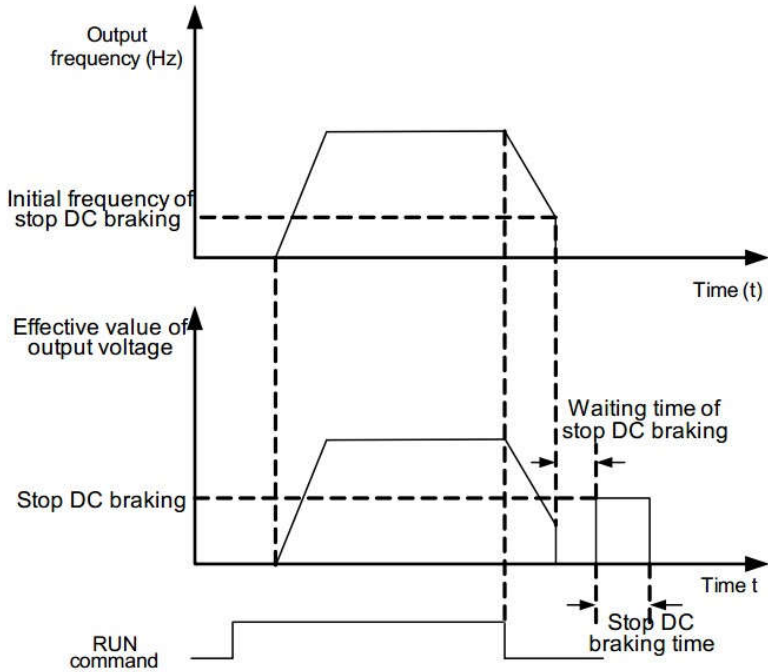 Output
frequency (Hz)
Initial frequency of
stop DC braking
Time (t)
Effective value of
output voltage
Waiting time of
stop DC braking
Stop DC braking
Time t
Stop DC
braking time
RUN
command